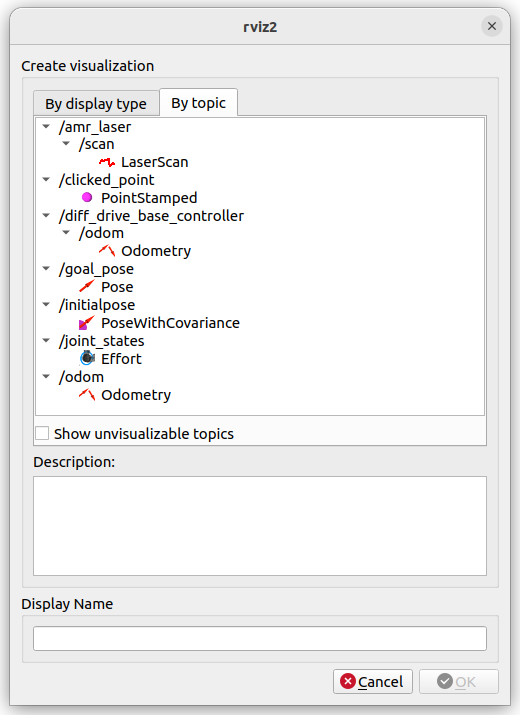 rviz2
Create visualization
By display type
By topic
/amr_laser
/scan
LaserScan
/clicked_point
PointStamped
/diff_drive_base_controller
/odom
Odometry
/goal_pose
Pose
/initialpose
PoseWithCovariance
/joint_states
Effort
/odom
Odometry
Show unvisualizable topics
Description:
Display Name
Cancel
OK